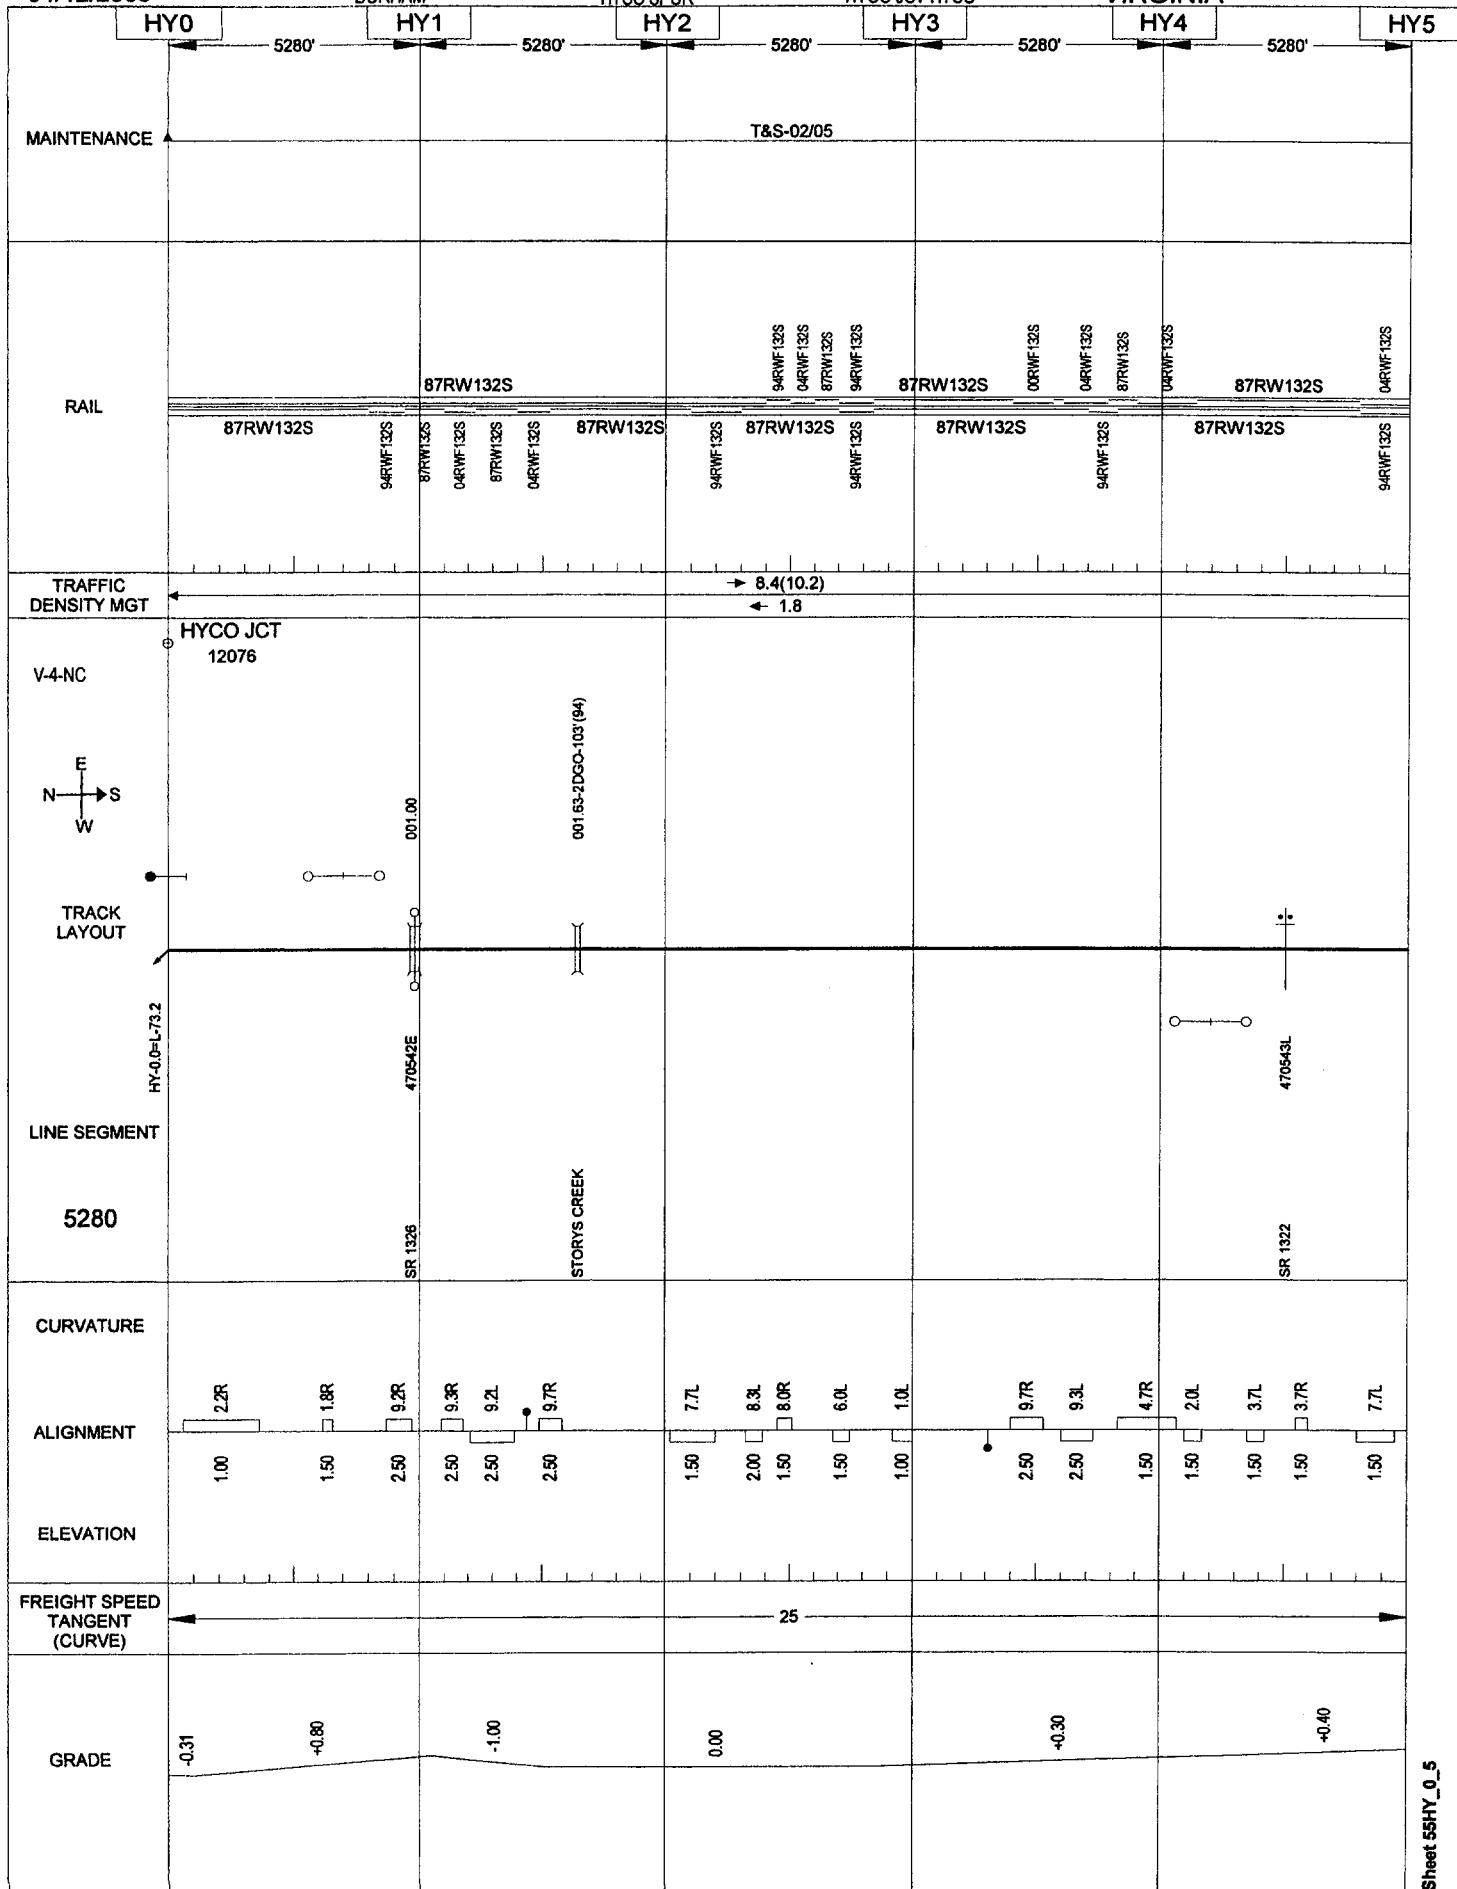 HY0 HY1 HY2 HY3 HY4 HY5
5280' 5280' 5280' 5280' 5280'
MAINTENANCE
T&S-02/05
94RWF132S 04RWF132S 87RW132S 94RWF132S 00RWF132S 04RWF132S 87RW132S 04RWF132S 04RWF132S
87RW132S 87RW132S 87RW132S
RAIL
87RW132S 87RW132S 87RW132S 87RW132S 87RW132S
94RWF132S 87RW132S 04RWF132S 87RW132S 04RWF132S 94RWF132S 94RWF132S 94RWF132S 94RWF132S
TRAFFIC
DENSITY MGT
8.4(10.2)
1.8
HYCO JCT
12076
V-4-NC
E
N S
W
001.00
001.63-2DGO-103'(94)
TRACK
LAYOUT
HY-0.0=L-73.2
470542E
470543L
LINE SEGMENT
5280
SR 1326
STORYS CREEK
SR 1322
CURVATURE
2.2R 1.8R 9.2R 9.3R 9.2L 9.7R 7.7L 8.3L 8.0R 6.0L 1.0L 9.7R 9.3L 4.7R 2.0L 3.7L 3.7R 7.7L
ALIGNMENT
1.00 1.50 2.50 2.50 2.50 2.50 1.50 2.00 1.50 1.50 1.00 2.50 2.50 1.50 1.50 1.50 1.50 1.50
ELEVATION
FREIGHT SPEED
TANGENT
(CURVE)
25
GRADE
-0.31 +0.80 -1.00 0.00 +0.30 +0.40
Sheet 55HY_0_5